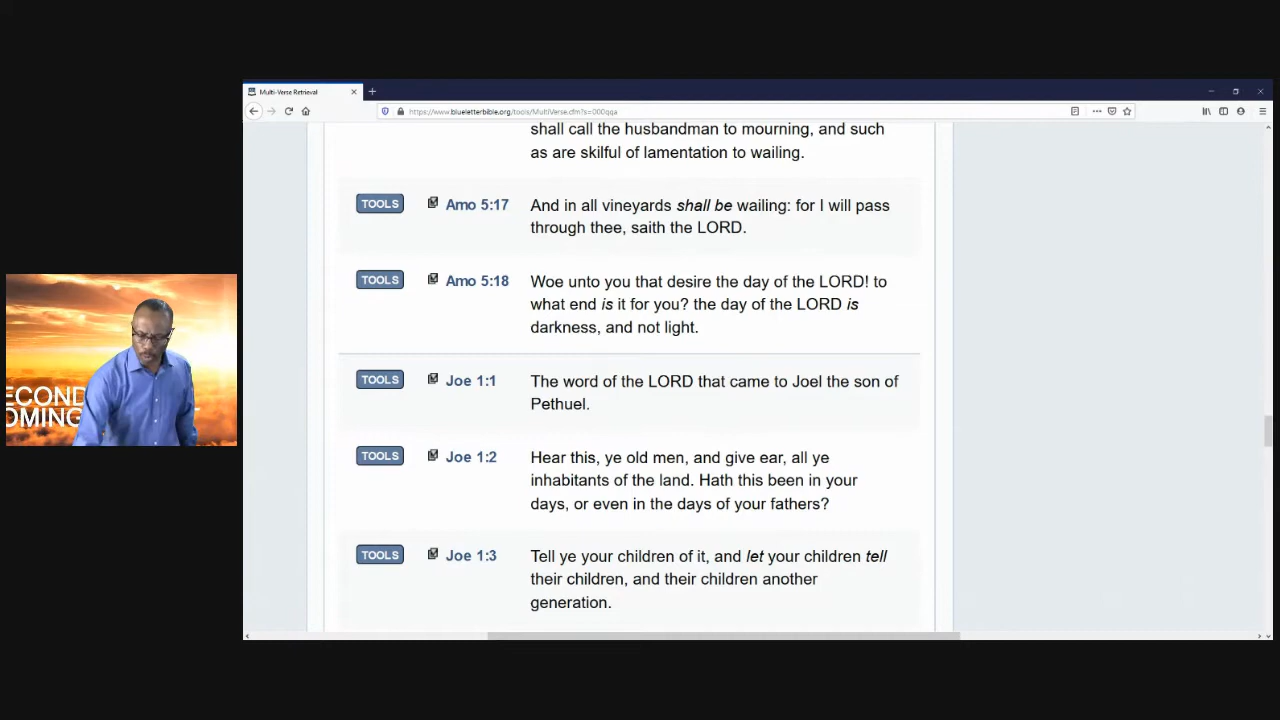 Multi-Verse Retrieval
https://www.blueletterbible.org/tools/MultiVerse.cfm?s=000qqa
shall call the husbandman to mourning, and such
as are skilful of lamentation to wailing.
TOOLS Amo 5:17 And in all vineyards shall be wailing: for I will pass
through thee, saith the LORD.
TOOLS Amo 5:18 Woe unto you that desire the day of the LORD! to
what end is it for you? the day of the LORD is
darkness, and not light.
TOOLS Joe 1:1 The word of the LORD that came to Joel the son of
Pethuel.
TOOLS Joe 1:2 Hear this, ye old men, and give ear, all ye
inhabitants of the land. Hath this been in your
days, or even in the days of your fathers?
TOOLS Joe 1:3 Tell ye your children of it, and let your children tell
their children, and their children another
generation.
ECOND
OMING